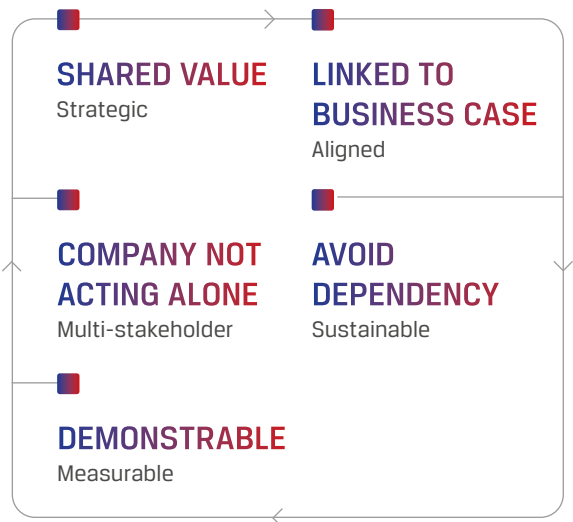 SHARED VALUE
Strategic
LINKED TO
BUSINESS CASE
Aligned
COMPANY NOT
ACTING ALONE
Multi-stakeholder
AVOID
DEPENDENCY
Sustainable
DEMONSTRABLE
Measurable